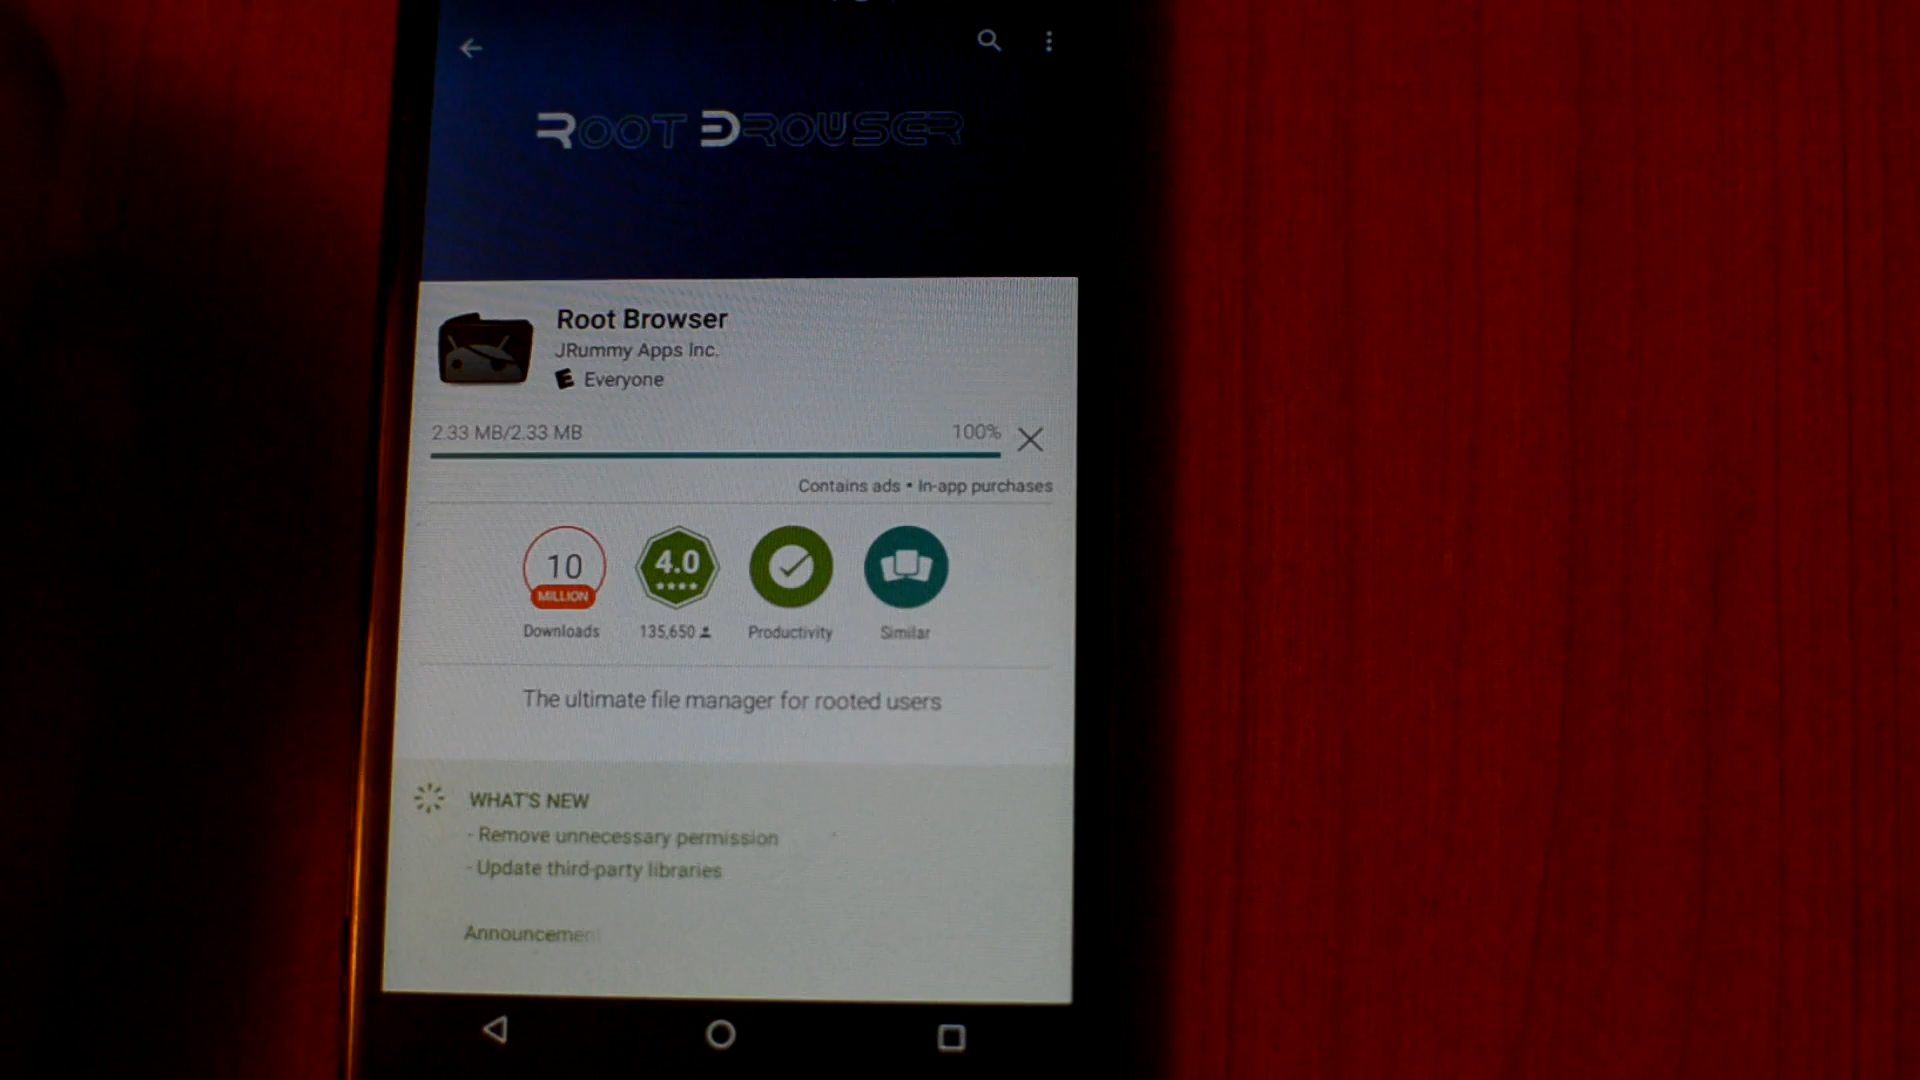 ROOT BROWSER
Root Browser
JRummy Apps Inc.
E Everyone
2.33 MB/2.33 MB 100%
Contains ads • In-app purchases
10
MILLION
Downloads
4.0
135,650
Productivity
Similar
The ultimate file manager for rooted users
WHAT'S NEW
- Remove unnecessary permission
- Update third-party libraries
Announcement